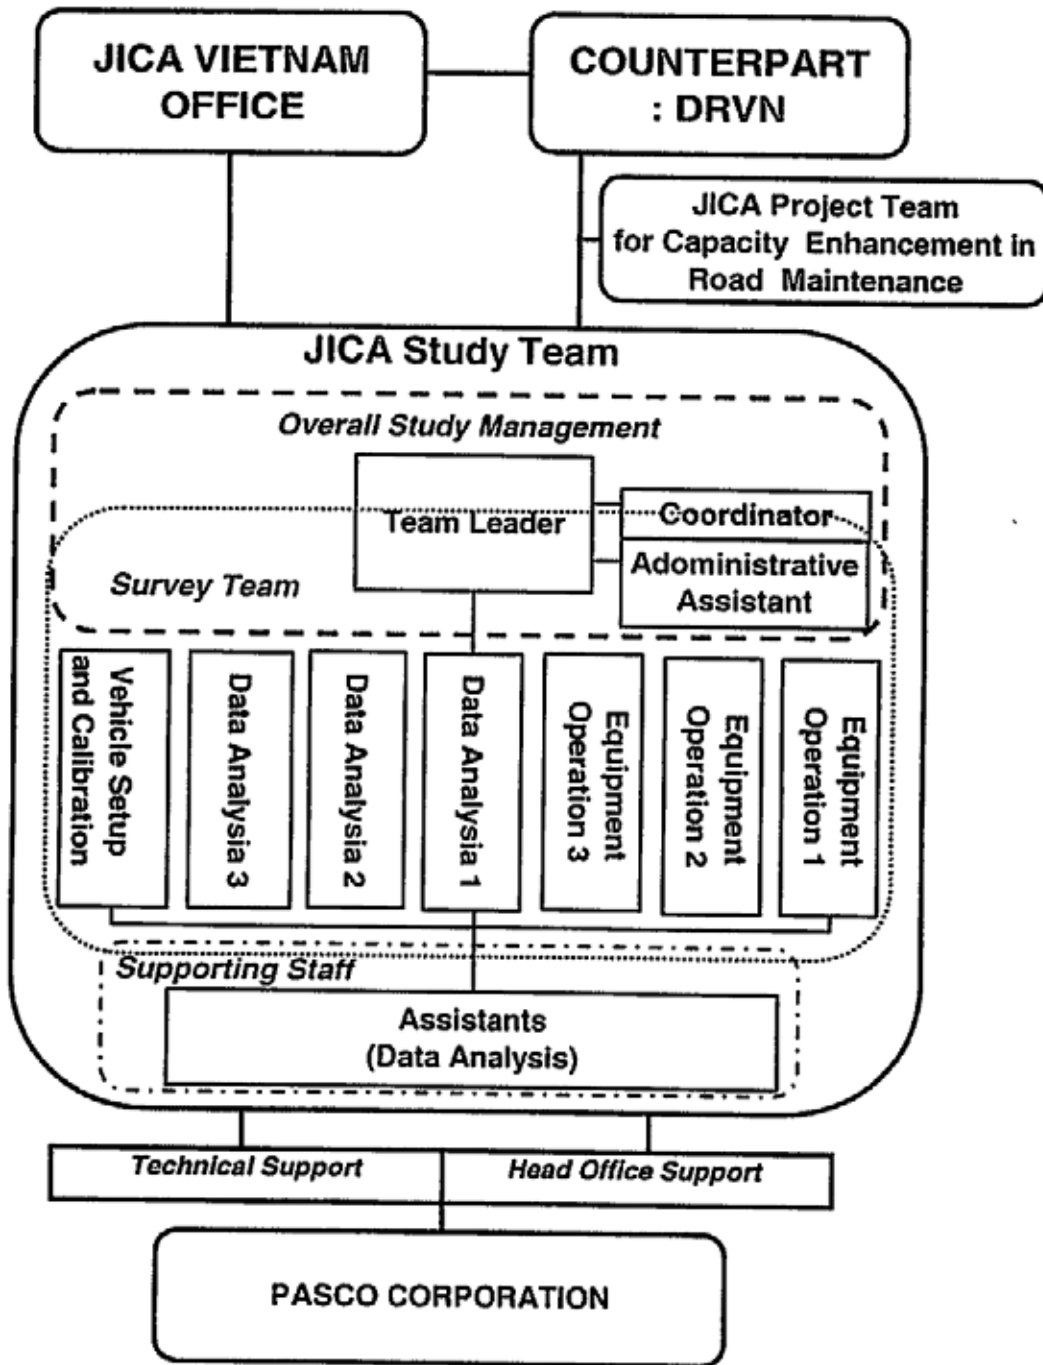 JICA VIETNAM
OFFICE
COUNTERPART
: DRVN
JICA Project Team
for Capacity Enhancement in
Road Maintenance
JICA Study Team
Overall Study Management
Team Leader
Coordinator
Adoministrative
Assistant
Survey Team
Vehicle Setup
and Calibration
Data Analysia 3
Data Analysia 2
Data Analysia 1
Equipment
Operation 3
Equipment
Operation 2
Equipment
Operation 1
Supporting Staff
Assistants
(Data Analysis)
Technical Support
Head Office Support
PASCO CORPORATION